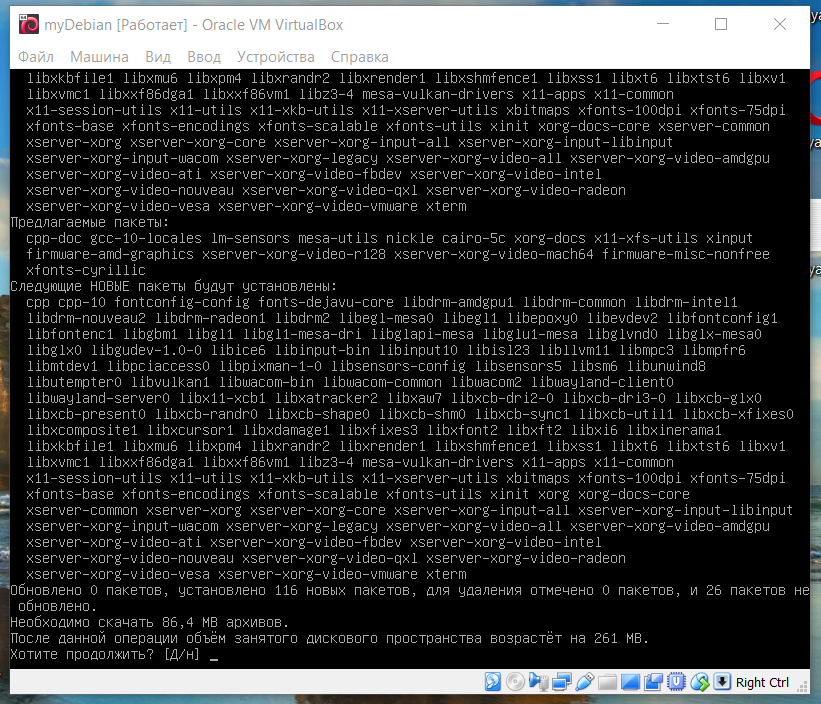 myDebian [Работает] - Oracle VM VirtualBox
Файл Машина Вид Ввод Устройства Справка
libxkbfile1 libxmu6 libxpm4 libxrandr2 libxrender1 libxshmfence1 libxss1 libxt6 libxtst6 libxv1
libxvmc1 libxxf86dga1 libxxf86vm1 libz3-4 mesa-vulkan-drivers x11-apps x11-common
x11-session-utils x11-utils x11-xkb-utils x11-xserver-utils xbitmaps xfonts-100dpi xfonts-75dpi
xfonts-base xfonts-encodings xfonts-scalable xfonts-utils xinit xorg-docs-core xserver-common
xserver-xorg xserver-xorg-core xserver-xorg-input-all xserver-xorg-input-libinput
xserver-xorg-input-wacom xserver-xorg-legacy xserver-xorg-video-all xserver-xorg-video-amdgpu
xserver-xorg-video-ati xserver-xorg-video-fbdev xserver-xorg-video-intel
xserver-xorg-video-nouveau xserver-xorg-video-qxl xserver-xorg-video-radeon
xserver-xorg-video-vesa xserver-xorg-video-vmware xterm
Предлагаемые пакеты:
cpp-doc gcc-10-locales lm-sensors mesa-utils nickle cairo-5c xorg-docs x11-xfs-utils xinput
firmware-amd-graphics xserver-xorg-video-r128 xserver-xorg-video-mach64 firmware-misc-nonfree
xfonts-cyrillic
Следующие НОВЫЕ пакеты будут установлены:
cpp cpp-10 fontconfig-config fonts-dejavu-core libdrm-amdgpu1 libdrm-common libdrm-intel1
libdrm-nouveau2 libdrm-radeon1 libdrm2 libegl-mesa0 libegl1 libepoxy0 libevdev2 libfontconfig1
libfontenc1 libgbm1 libgl1 libgl1-mesa-dri libglapi-mesa libglu1-mesa libglvnd0 libglx-mesa0
libglx0 libgudev-1.0-0 libice6 libinput-bin libinput10 libisl23 libllvm11 libmpc3 libmpfr6
libmtdev1 libpciaccess0 libpixman-1-0 libsensors-config libsensors5 libsm6 libunwind8
libutempter0 libvulkan1 libwacom-bin libwacom-common libwacom2 libwayland-client0
libwayland-server0 libx11-xcb1 libxatracker2 libxaw7 libxcb-dri2-0 libxcb-dri3-0 libxcb-glx0
libxcb-present0 libxcb-randr0 libxcb-shape0 libxcb-shm0 libxcb-sync1 libxcb-util1 libxcb-xfixes0
libxcomposite1 libxcursor1 libxdamage1 libxfixes3 libxfont2 libxft2 libxi6 libxinerama1
libxkbfile1 libxmu6 libxpm4 libxrandr2 libxrender1 libxshmfence1 libxss1 libxt6 libxtst6 libxv1
libxvmc1 libxxf86dga1 libxxf86vm1 libz3-4 mesa-vulkan-drivers x11-apps x11-common
x11-session-utils x11-utils x11-xkb-utils x11-xserver-utils xbitmaps xfonts-100dpi xfonts-75dpi
xfonts-base xfonts-encodings xfonts-scalable xfonts-utils xinit xorg xorg-docs-core
xserver-common xserver-xorg xserver-xorg-core xserver-xorg-input-all xserver-xorg-input-libinput
xserver-xorg-input-wacom xserver-xorg-legacy xserver-xorg-video-all xserver-xorg-video-amdgpu
xserver-xorg-video-ati xserver-xorg-video-fbdev xserver-xorg-video-intel
xserver-xorg-video-nouveau xserver-xorg-video-qxl xserver-xorg-video-radeon
xserver-xorg-video-vesa xserver-xorg-video-vmware xterm
Обновлено 0 пакетов, установлено 116 новых пакетов, для удаления отмечено 0 пакетов, и 26 пакетов не
обновлено.
Необходимо скачать 86,4 MB архивов.
После данной операции объём занятого дискового пространства возрастёт на 261 MB.
Хотите продолжить? [Д/н] _
Right Ctrl